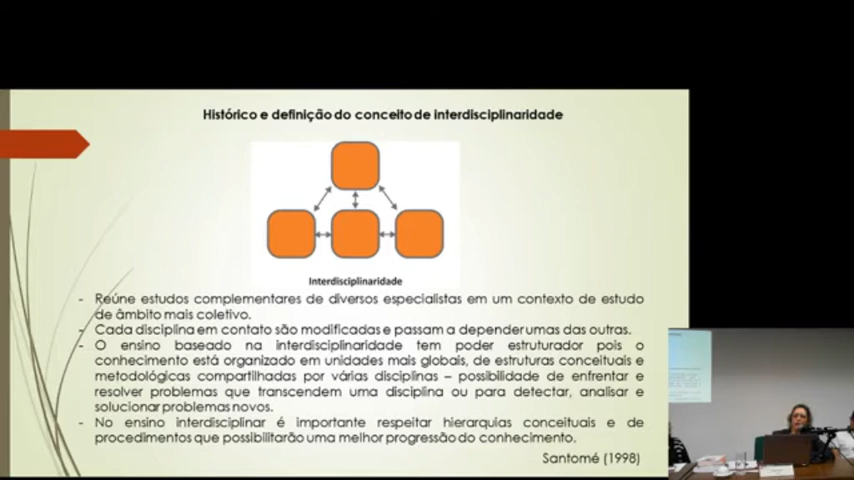 Histórico e definição do conceito de interdisciplinaridade
Interdisciplinaridade
- Reúne estudos complementares de diversos especialistas em um contexto de estudo
de âmbito mais coletivo.
- Cada disciplina em contato são modificadas e passam a depender umas das outras.
- O ensino baseado na interdisciplinaridade tem poder estruturador pois o
conhecimento está organizado em unidades mais globais, de estruturas conceituais e
metodológicas compartilhadas por várias disciplinas – possibilidade de enfrentar e
resolver problemas que transcendem uma disciplina ou para detectar, analisar e
solucionar problemas novos.
- No ensino interdisciplinar é importante respeitar hierarquias conceituais e de
procedimentos que possibilitarão uma melhor progressão do conhecimento.
Santomé (1998)